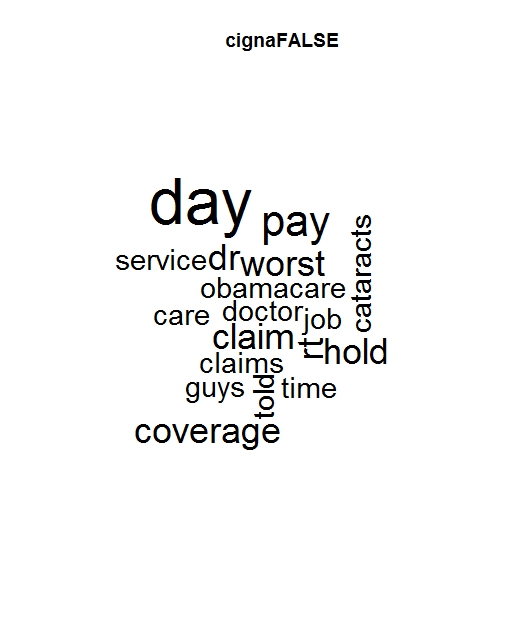 cignaFALSE
day
pay
cataracts
service
dr
worst
obamacare
care
doctor
job
claim
rt
hold
claims
guys
told
time
coverage